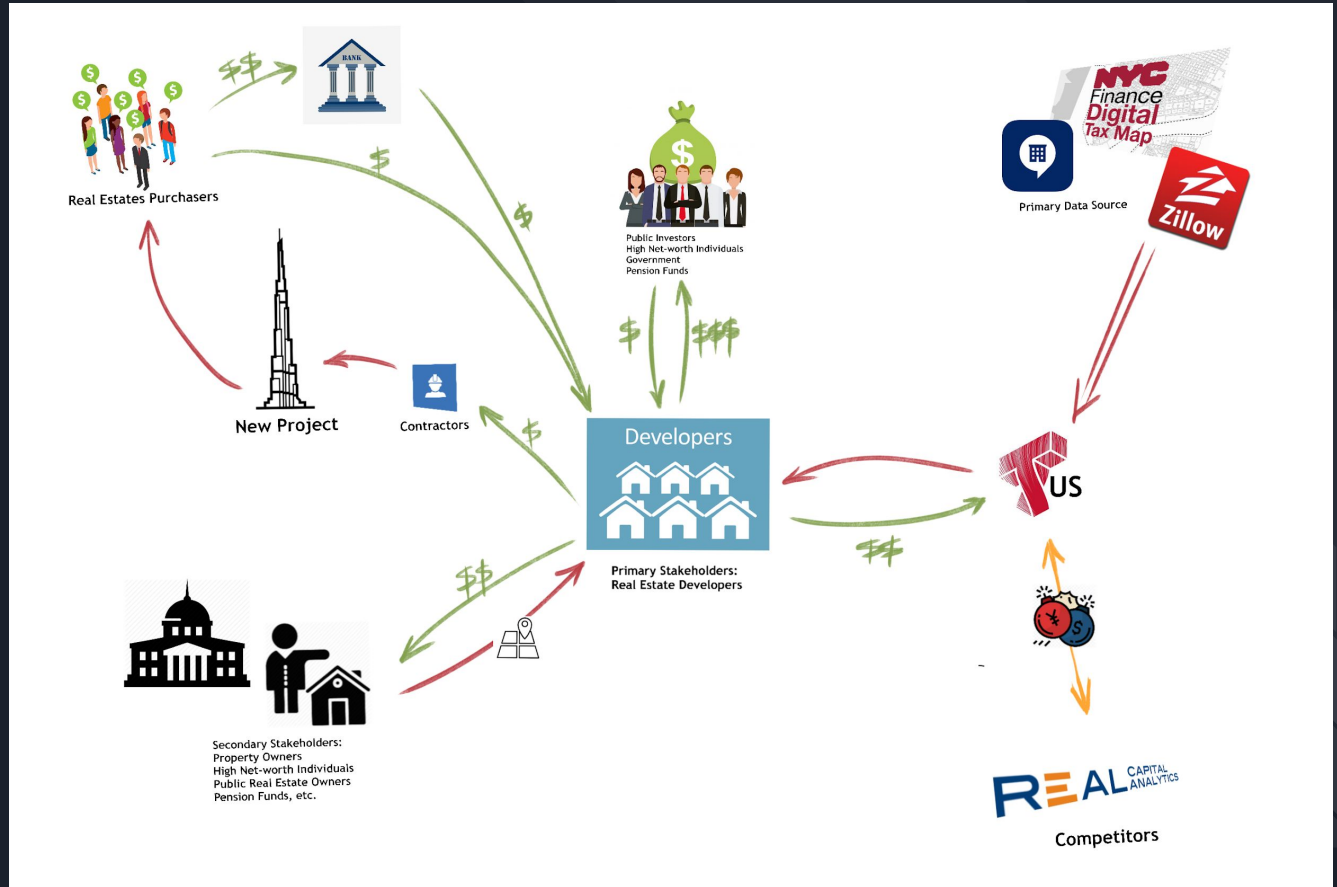 $$
BANK
$
$
Real Estates Purchasers
$
Public Investors
High Net-worth Individuals
Government
Pension Funds
NYC
Finance
Digital
Tax Map
Primary Data Source
Zillow
$
$$$
New Project
Contractors
$
Developers
US
$$
Primary Stakeholders:
Real Estate Developers
$$
¥
$
Secondary Stakeholders:
Property Owners
High Net-worth Individuals
Public Real Estate Owners
Pension Funds, etc.
REAL CAPITAL
ANALYTICS
Competitors